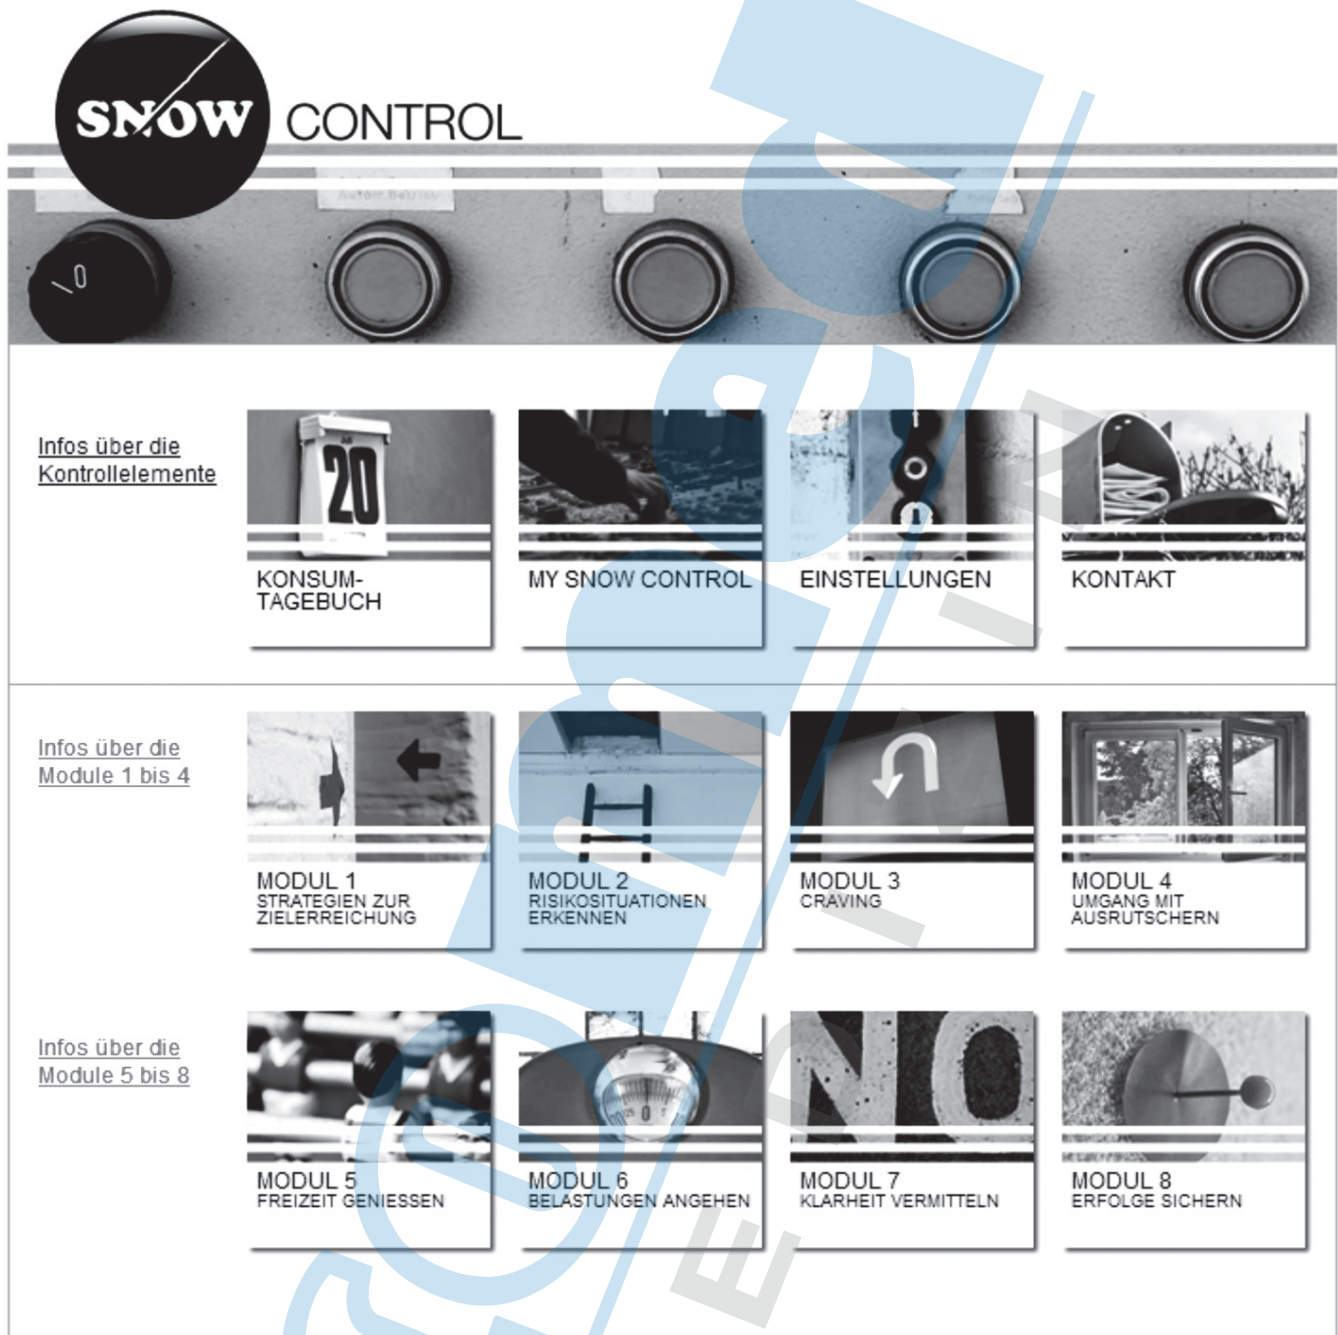 SNOW CONTROL
Infos über die
Kontrollelemente
20
KONSUM-
TAGEBUCH
MY SNOW CONTROL
EINSTELLUNGEN
KONTAKT
Infos über die
Module 1 bis 4
MODUL 1
STRATEGIEN ZUR
ZIELERREICHUNG
MODUL 2
RISIKOSITUATIONEN
ERKENNEN
MODUL 3
CRAVING
MODUL 4
UMGANG MIT
AUSRUTSCHERN
Infos über die
Module 5 bis 8
NO
MODUL 5
FREIZEIT GENIESSEN
MODUL 6
BELASTUNGEN ANGEHEN
MODUL 7
KLARHEIT VERMITTELN
MODUL 8
ERFOLGE SICHERN